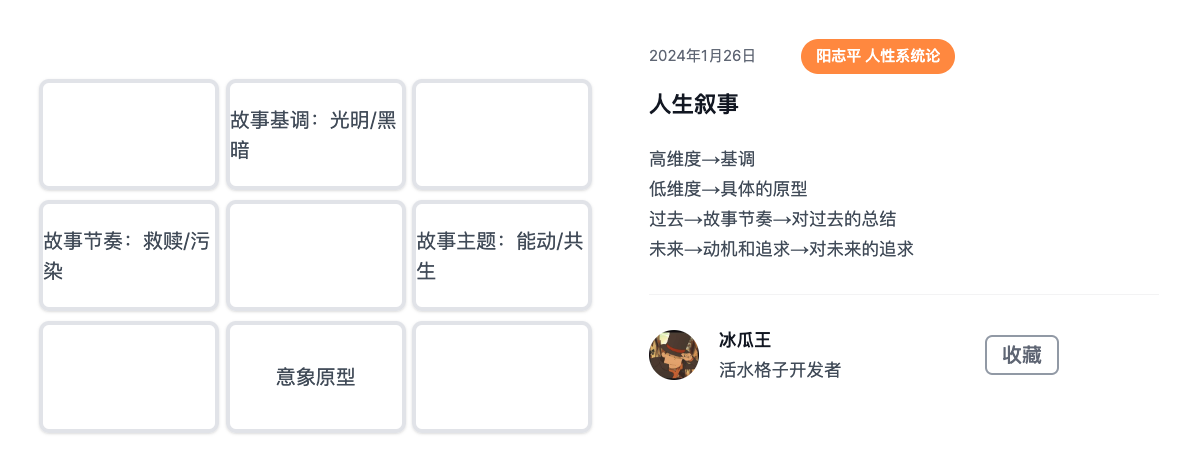 故事基调：光明/黑
暗
故事节奏：救赎/污
染
故事主题：能动/共
生
意象原型
2024年1月26日
阳志平 人性系统论
人生叙事
高维度→基调
低维度→具体的原型
过去→故事节奏→对过去的总结
未来→动机和追求→对未来的追求
冰瓜王
活水格子开发者
收藏